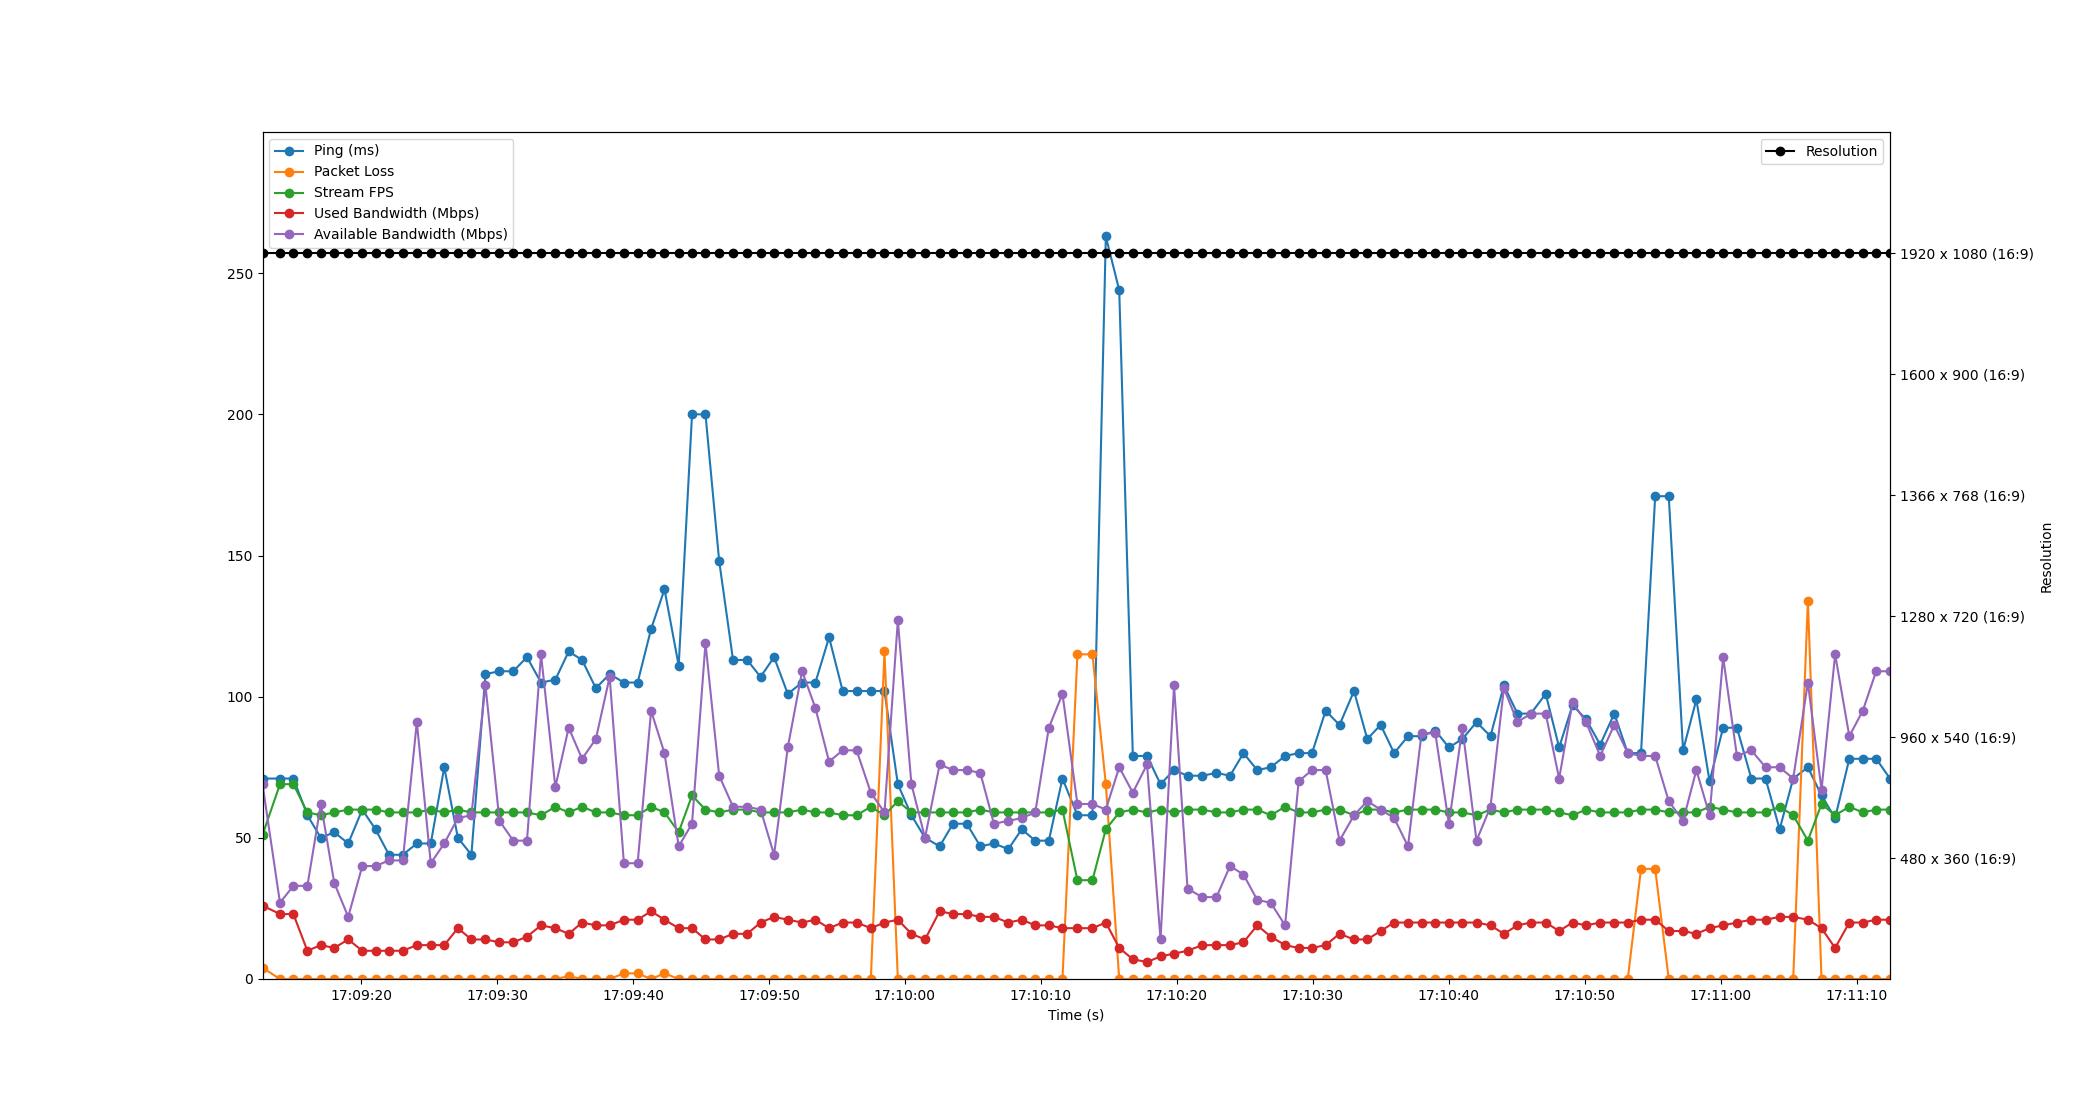 Ping (ms)
Packet Loss
Stream FPS
Used Bandwidth (Mbps)
Available Bandwidth (Mbps)
Resolution
250
200
150
100
50
0
1920 x 1080 (16:9)
1600 x 900 (16:9)
1366 x 768 (16:9)
1280 x 720 (16:9)
960 x 540 (16:9)
480 x 360 (16:9)
Resolution
17:09:20 17:09:30 17:09:40 17:09:50 17:10:00 17:10:10 17:10:20 17:10:30 17:10:40 17:10:50 17:11:00 17:11:10
Time (s)